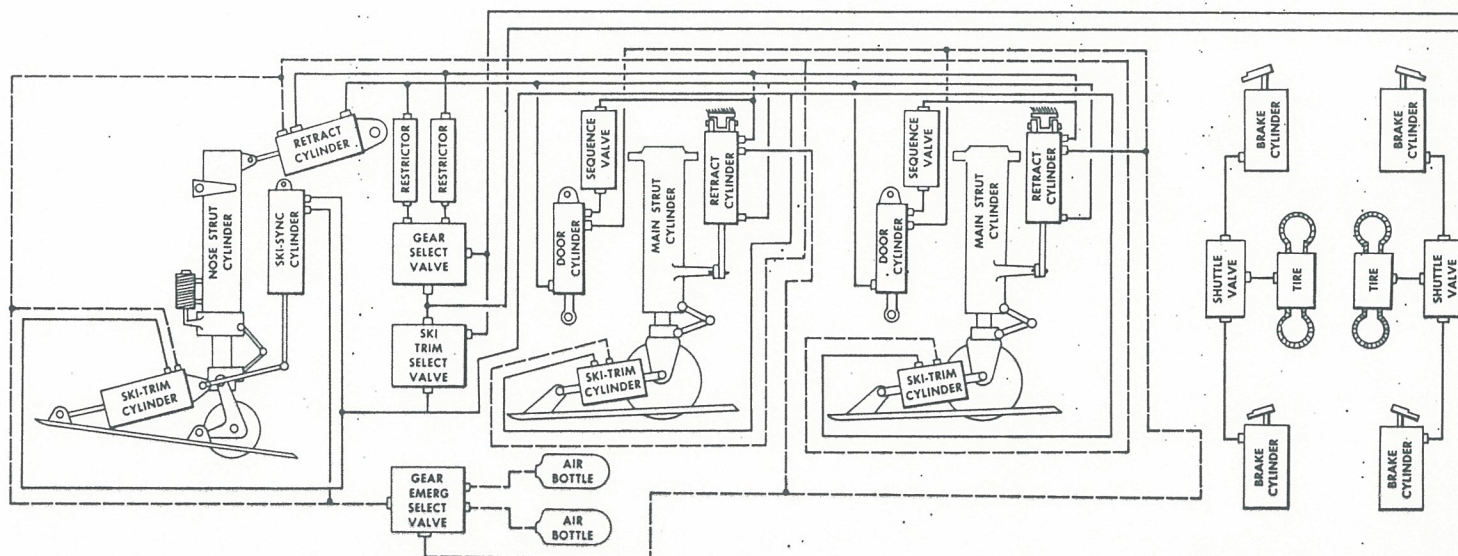 RETRACT
CYLINDER
NOSE STRUT
CYLINDER
SKI-SYNC
CYLINDER
SKI-TRIM
CYLINDER
RESTRICTOR
RESTRICTOR
GEAR
SELECT
VALVE
SKI
TRIM
SELECT
VALVE
GEAR
EMERG
SELECT
VALVE
AIR
BOTTLE
AIR
BOTTLE
SEQUENCE
VALVE
DOOR
CYLINDER
MAIN STRUT
CYLINDER
RETRACT
CYLINDER
SKI-TRIM
CYLINDER
SEQUENCE
VALVE
DOOR
CYLINDER
MAIN STRUT
CYLINDER
RETRACT
CYLINDER
SKI-TRIM
CYLINDER
BRAKE
CYLINDER
BRAKE
CYLINDER
SHUTTLE
VALVE
TIRE
TIRE
SHUTTLE
VALVE
BRAKE
CYLINDER
BRAKE
CYLINDER